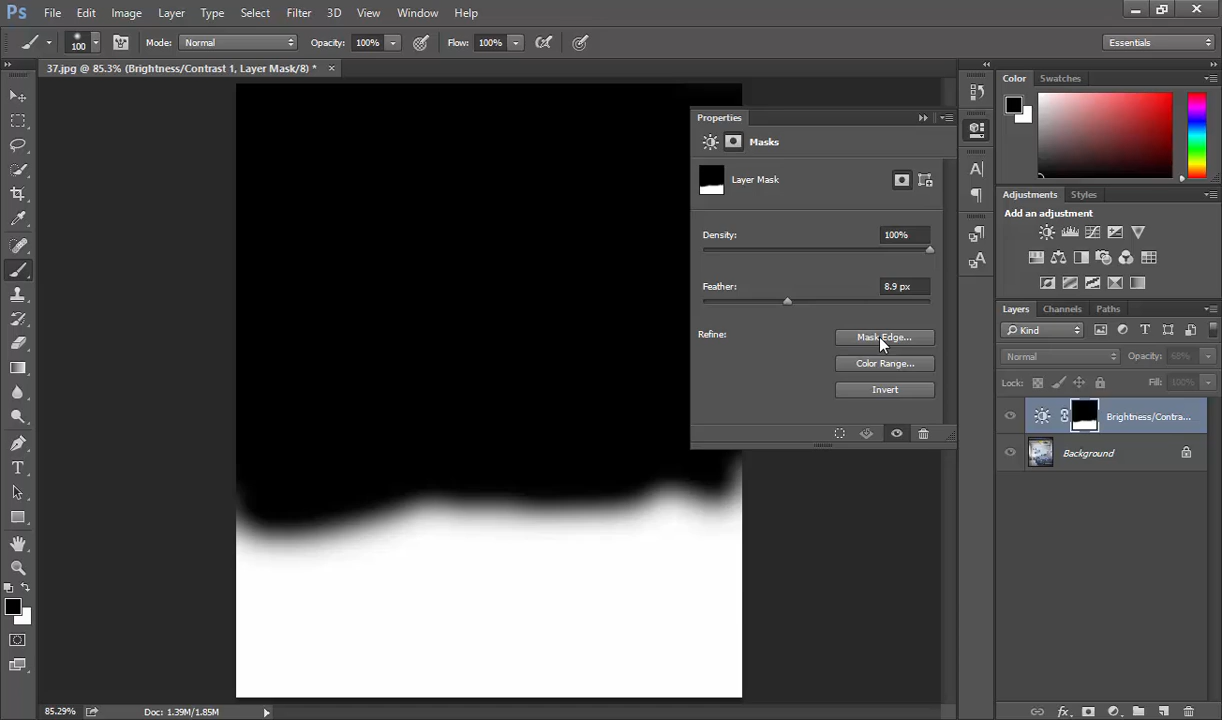 Ps File Edit Image Layer Type Select Filter 3D View Window Help
100 Mode: Normal Opacity: 100% Flow: 100% Essentials
37.jpg @ 85.3% (Brightness/Contrast 1, Layer Mask/8) *
Color Swatches
Properties
Masks
Layer Mask
Density: 100%
Feather: 8.9 px
Refine: Mask Edge...
Color Range...
Invert
Adjustments Styles
Add an adjustment
Layers Channels Paths
Kind
Normal Opacity: 68%
Lock: Fill: 100%
Brightness/Contra...
Background
85.29% Doc: 1.39M/1.85M